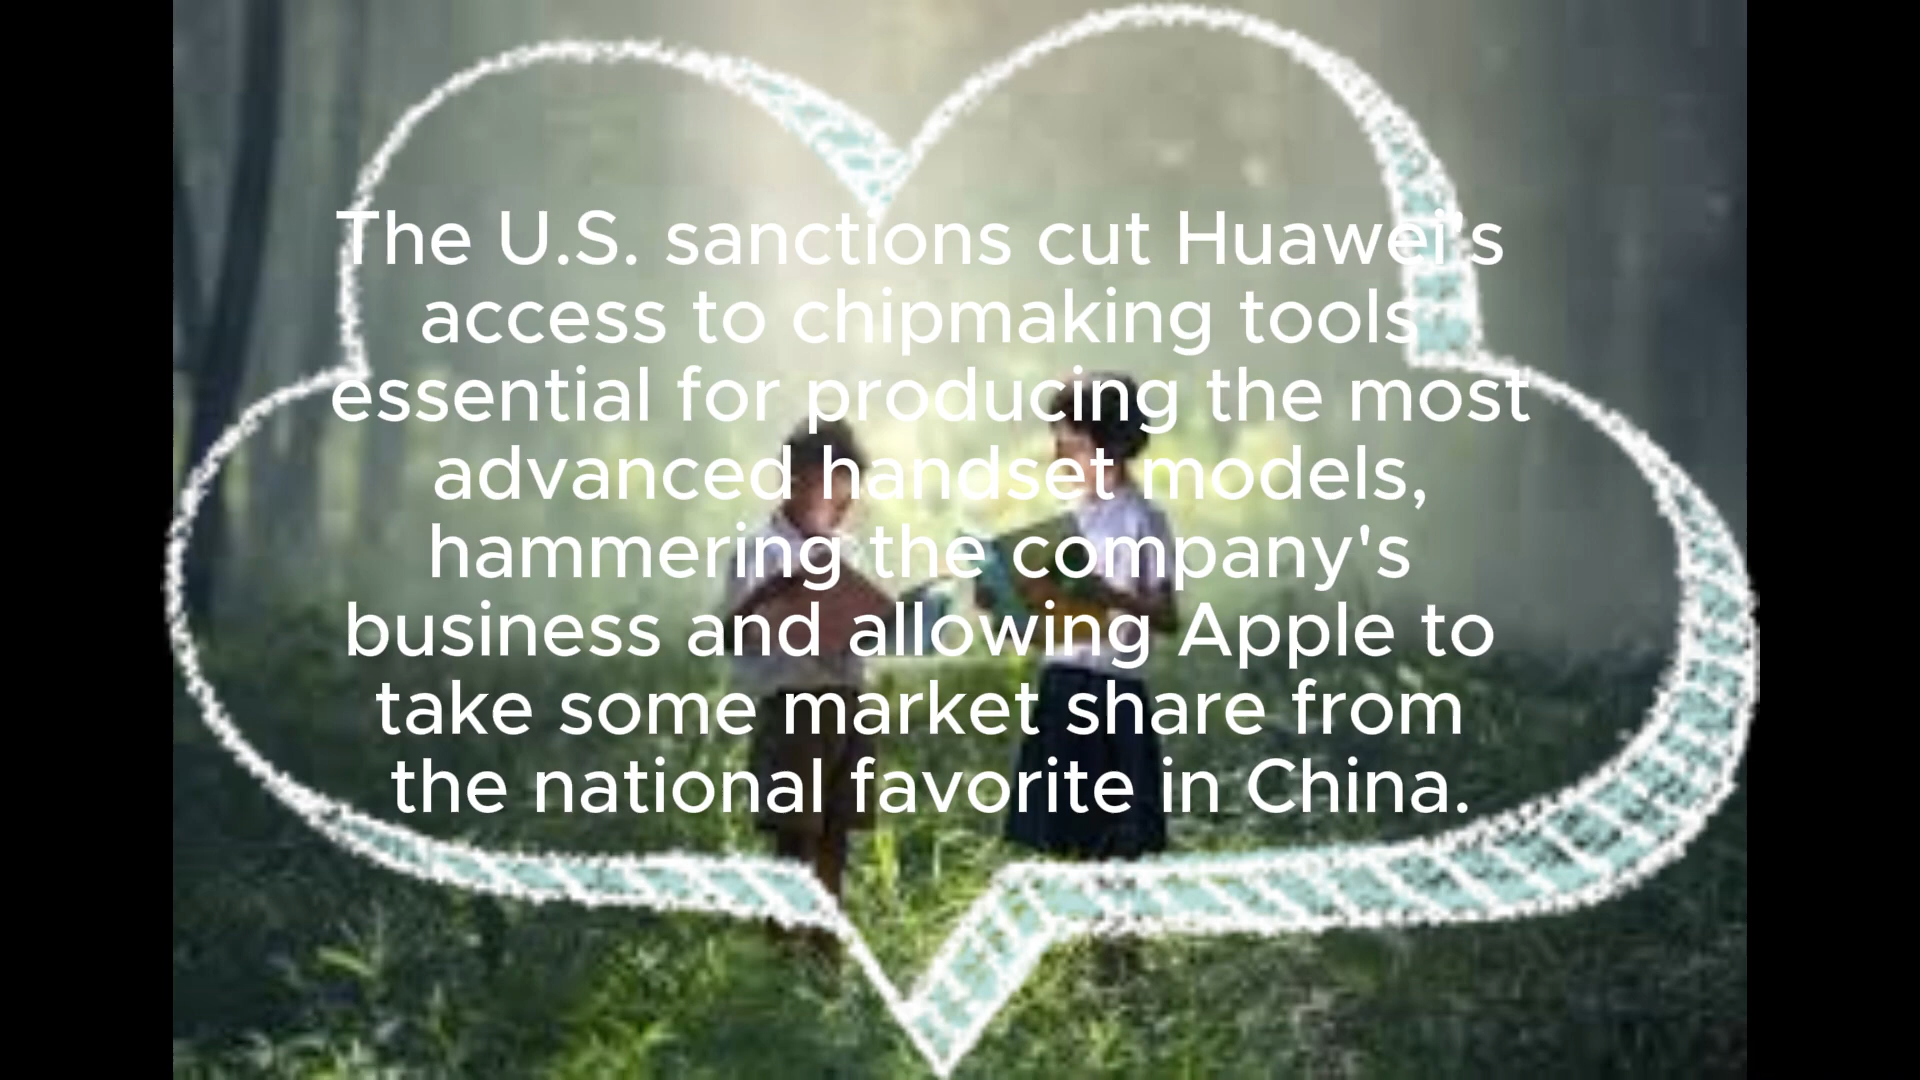 The U.S. sanctions cut Huawei's
access to chipmaking tools
essential for producing the most
advanced handset models,
hammering the company's
business and allowing Apple to
take some market share from
the national favorite in China.